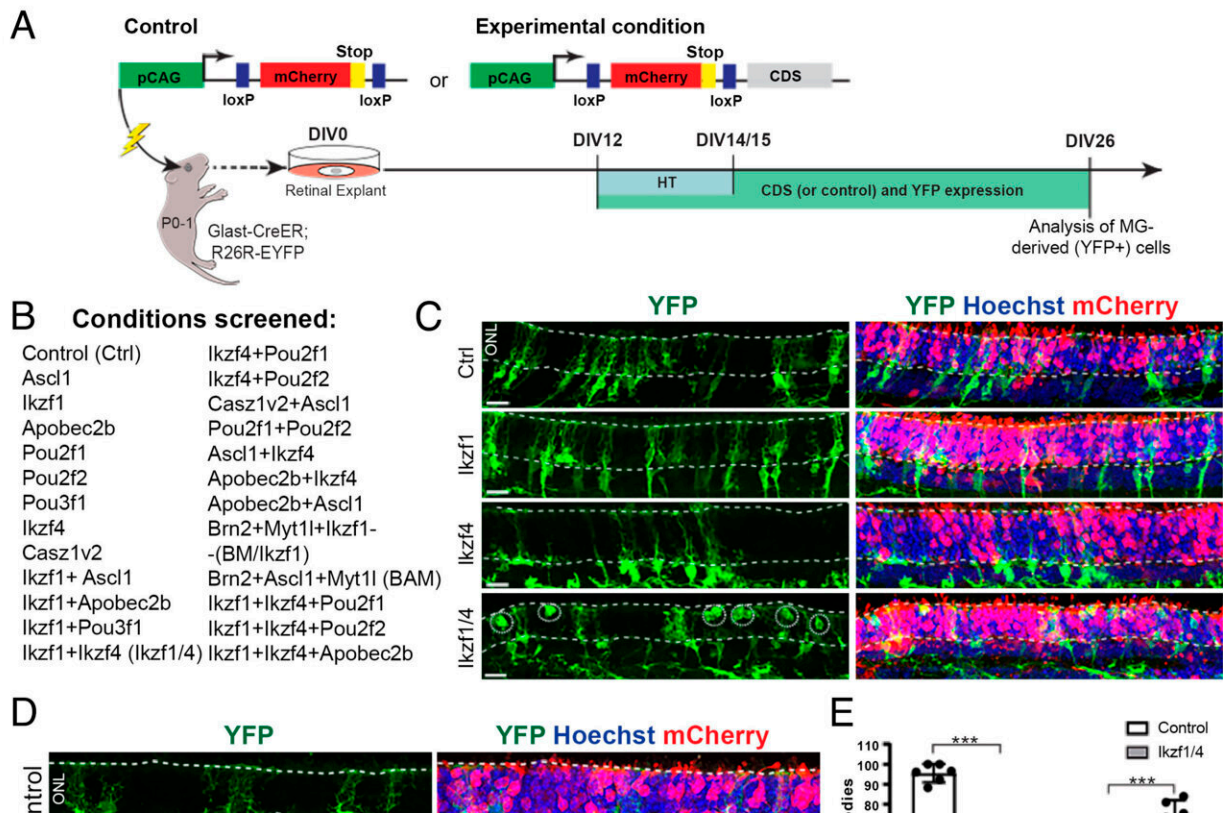 A
Control
Experimental condition
Stop
Stop
pCAG
mCherry
or
pCAG
mCherry
CDS
loxP
loxP
loxP
loxP
DIV0
DIV12
DIV14/15
DIV26
HT
Retinal Explant
CDS (or control) and YFP expression
P0-1
Glast-CreER;
R26R-EYFP
Analysis of MG-
derived (YFP+) cells
B
Conditions screened:
Control (Ctrl)
Ascl1
Ikzf1
Apobec2b
Pou2f1
Pou2f2
Pou3f1
Ikzf4
Casz1v2
Ikzf1+ Ascl1
Ikzf1+Apobec2b
Ikzf1+Pou3f1
Ikzf1+Ikzf4 (Ikzf1/4)
Ikzf4+Pou2f1
Ikzf4+Pou2f2
Casz1v2+Ascl1
Pou2f1+Pou2f2
Ascl1+Ikzf4
Apobec2b+Ikzf4
Apobec2b+Ascl1
Brn2+Myt1l+Ikzf1-
-(BM/Ikzf1)
Brn2+Ascl1+Myt1l (BAM)
Ikzf1+Ikzf4+Pou2f1
Ikzf1+Ikzf4+Pou2f2
Ikzf1+Ikzf4+Apobec2b
C
YFP
YFP Hoechst mCherry
Ctrl
ONL
Ikzf1
Ikzf4
Ikzf1/4
D
YFP
YFP Hoechst mCherry
ntrol
ONL
E
Control
Ikzf1/4
***
***
110
100
90
80
odies